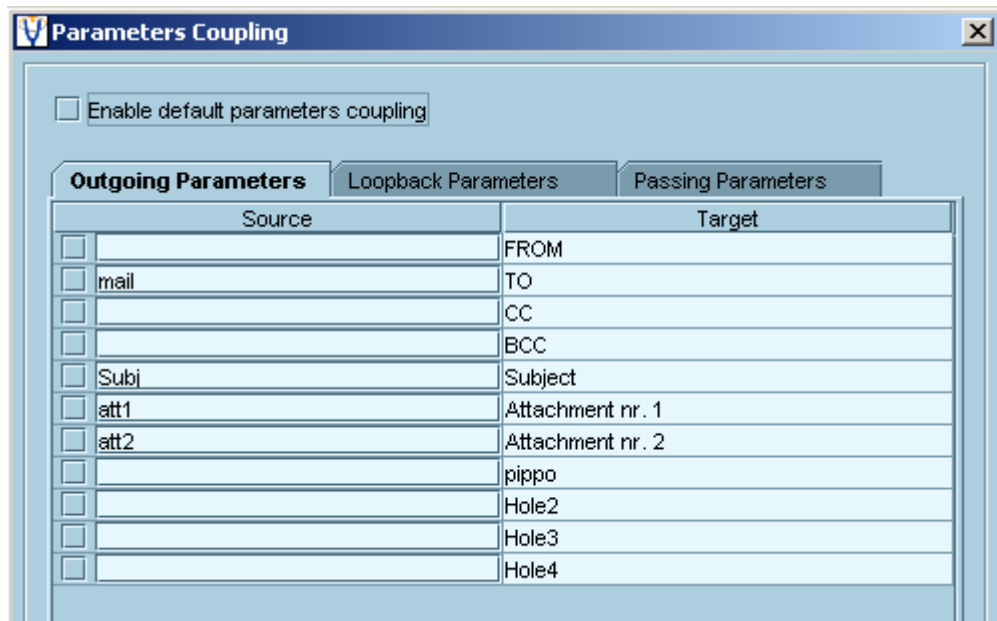 Parameters Coupling
Enable default parameters coupling
Outgoing Parameters Loopback Parameters Passing Parameters
Source Target
FROM
mail TO
CC
BCC
Subj Subject
att1 Attachment nr. 1
att2 Attachment nr. 2
pippo
Hole2
Hole3
Hole4